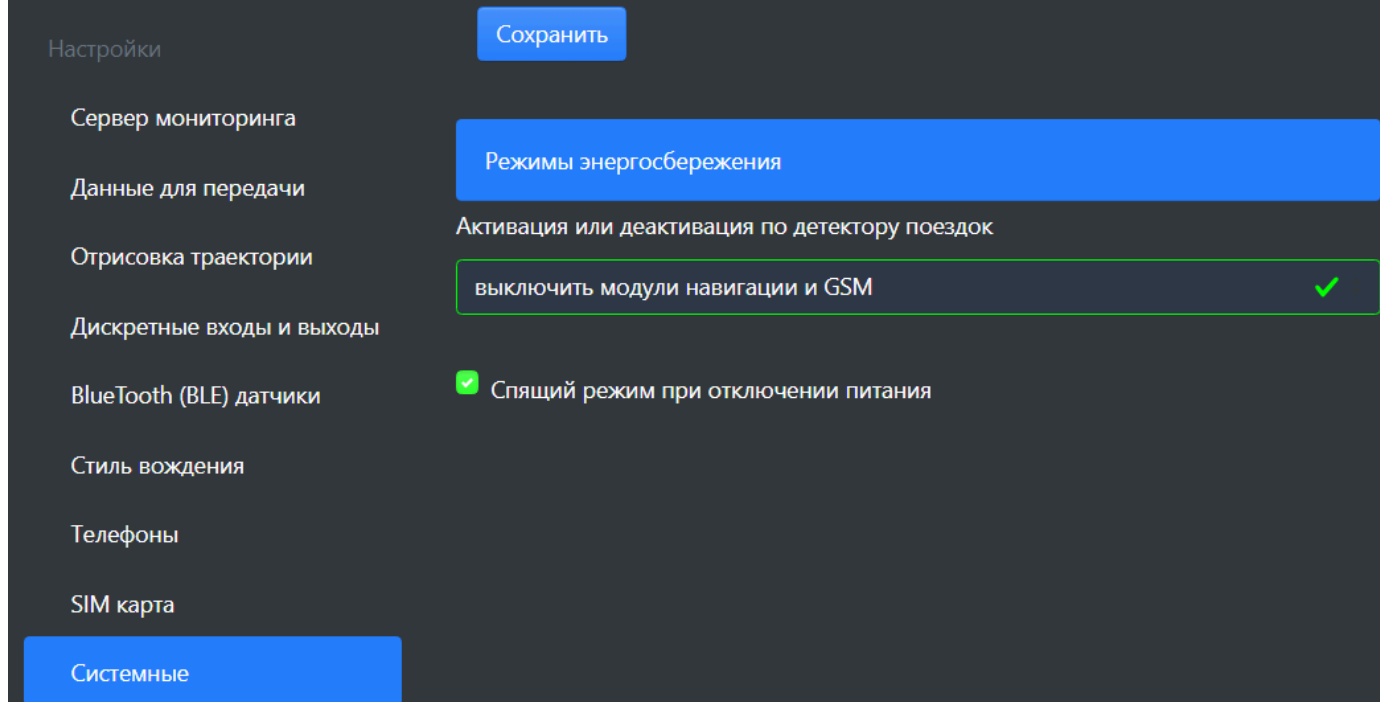 Настройки
Сервер мониторинга
Данные для передачи
Отрисовка траектории
Дискретные входы и выходы
BlueTooth (BLE) датчики
Стиль вождения
Телефоны
SIM карта
Системные
Сохранить
Режимы энергосбережения
Активация или деактивация по детектору поездок
выключить модули навигации и GSM
Спящий режим при отключении питания